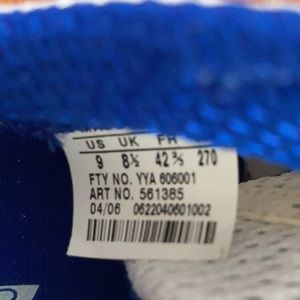 US UK FR
9 8½ 42⅔ 270
FTY NO. YYA 606001
ART NO. 561385
04/06 0622040601002